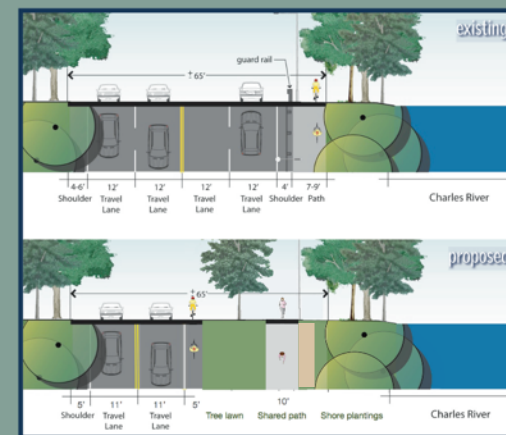 existing
guard rail
± 65'
4-6' 12' 12' 12' 12' 4' 7-9'
Shoulder Travel Lane Travel Lane Travel Lane Travel Lane Shoulder Path
Charles River
proposed
± 65'
5' 11' 11' 5' 10'
Shoulder Travel Lane Travel Lane Tree lawn Shared path Shore plantings
Charles River